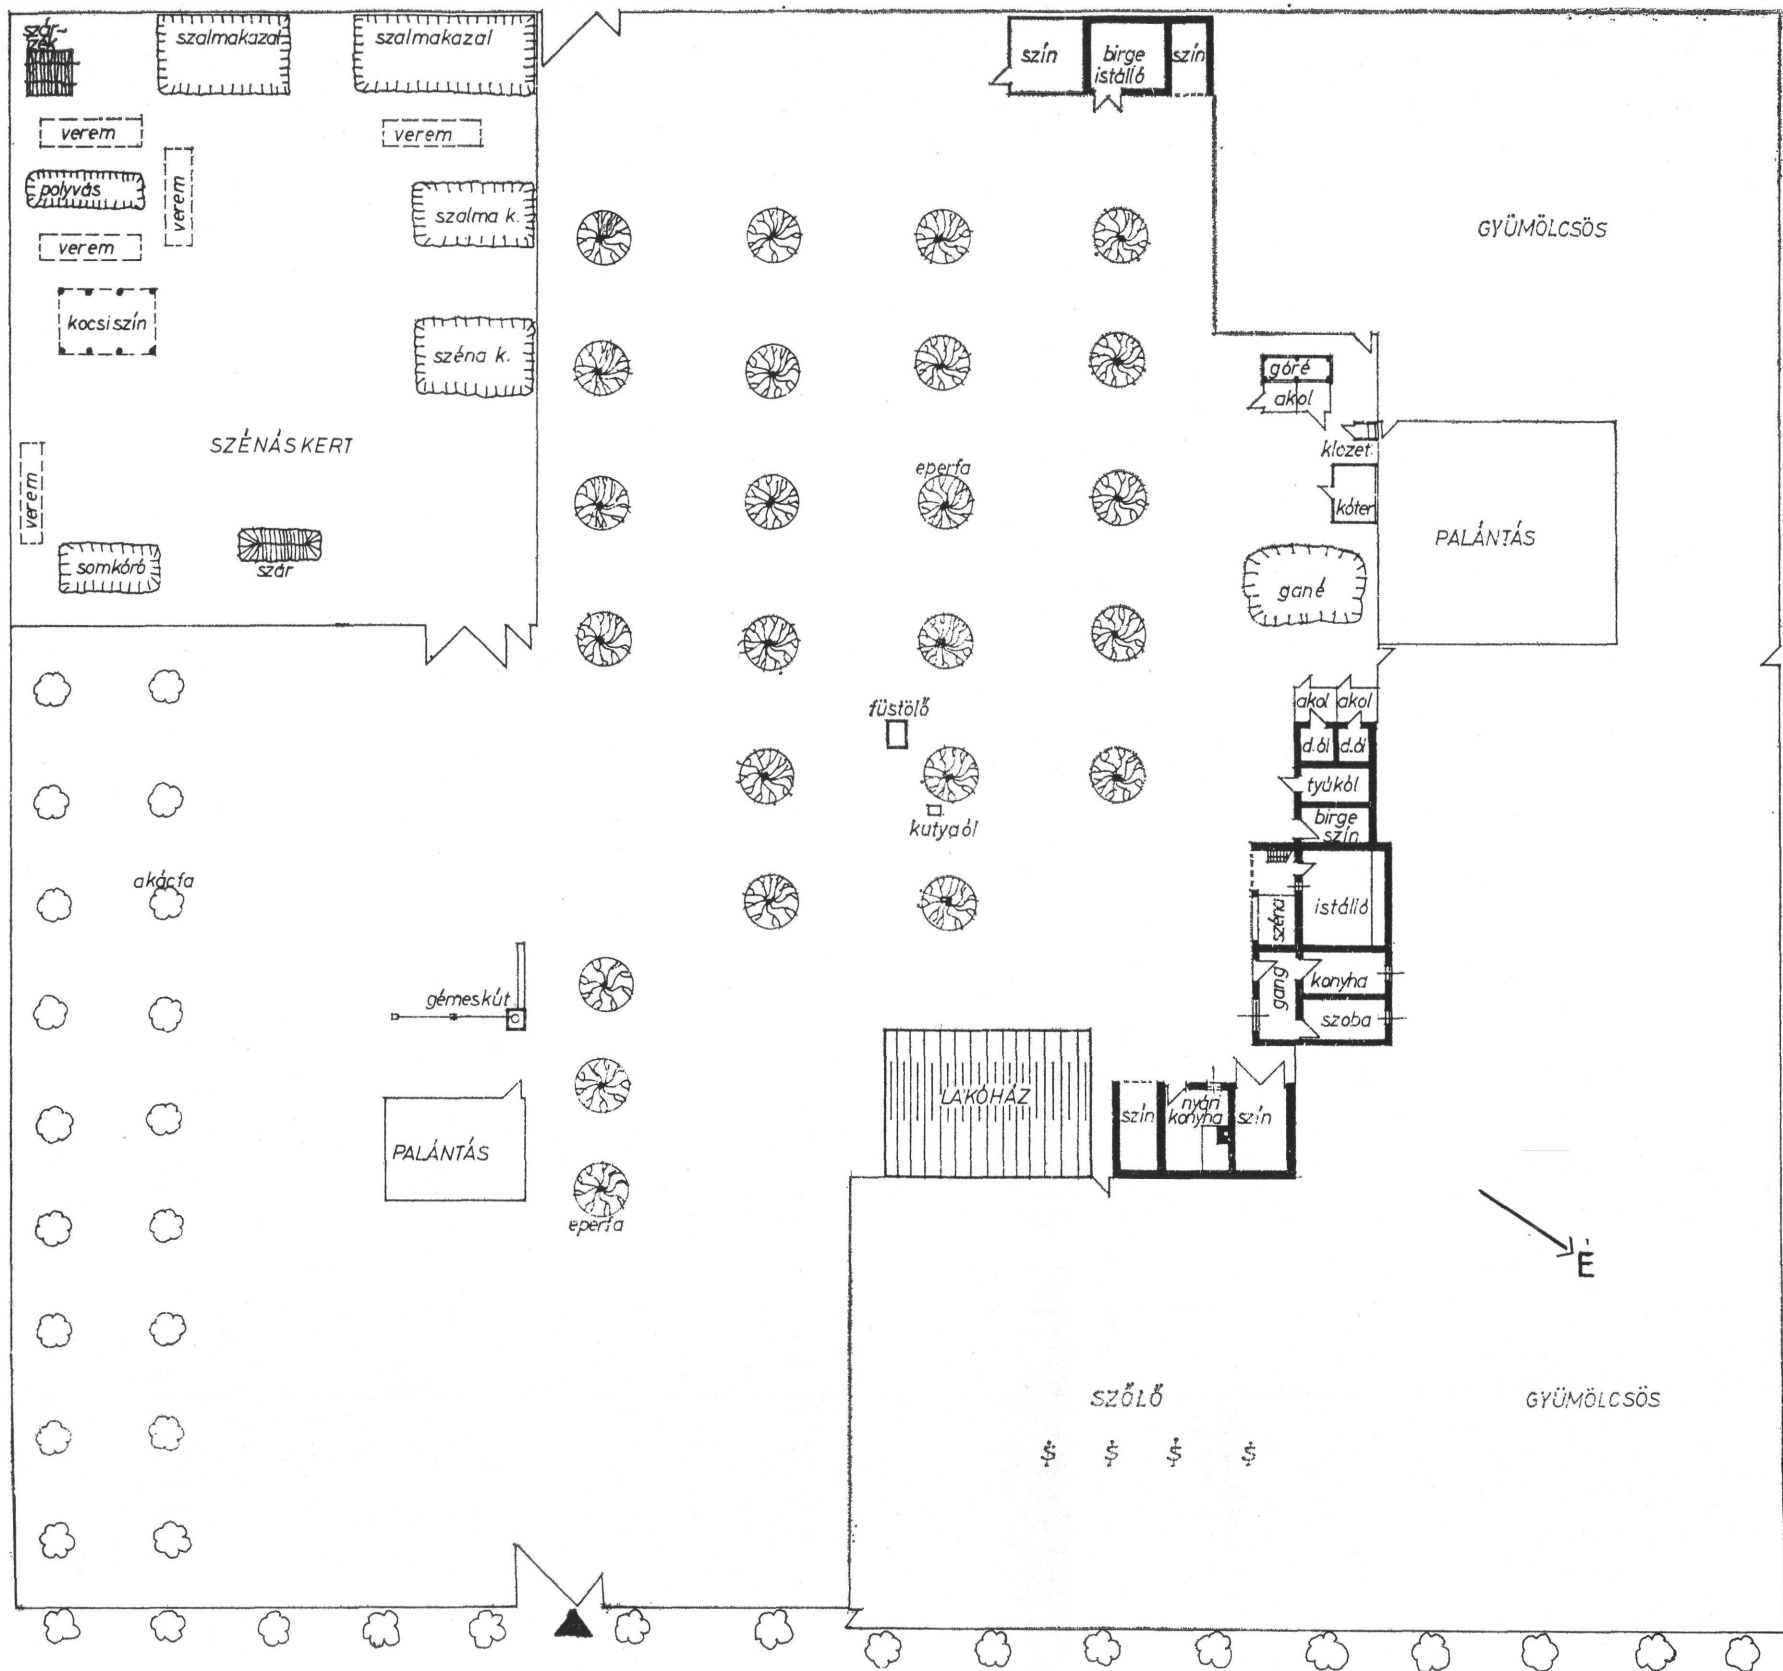 szár-
izék
szalmakazal
szalmakazal
szín
birge
istálló
szín
verem
verem
verem
polyvás
szalma k.
verem
GYÜMÖLCSÖS
kocsiszín
széna k.
góré
akol
SZÉNÁSKERT
klozet
eperfa
verem
kóter
PALÁNTÁS
somkóró
szár
gané
akol
akol
füstölő
d.ól
d.ól
tyúkól
birge
szín
kutyaól
akácfa
széna
istálló
gémeskút
gang
konyha
szoba
LAKÓHÁZ
szín
nyári
konyha
szín
PALÁNTÁS
eperfa
É
SZŐLŐ
GYÜMÖLCSÖS